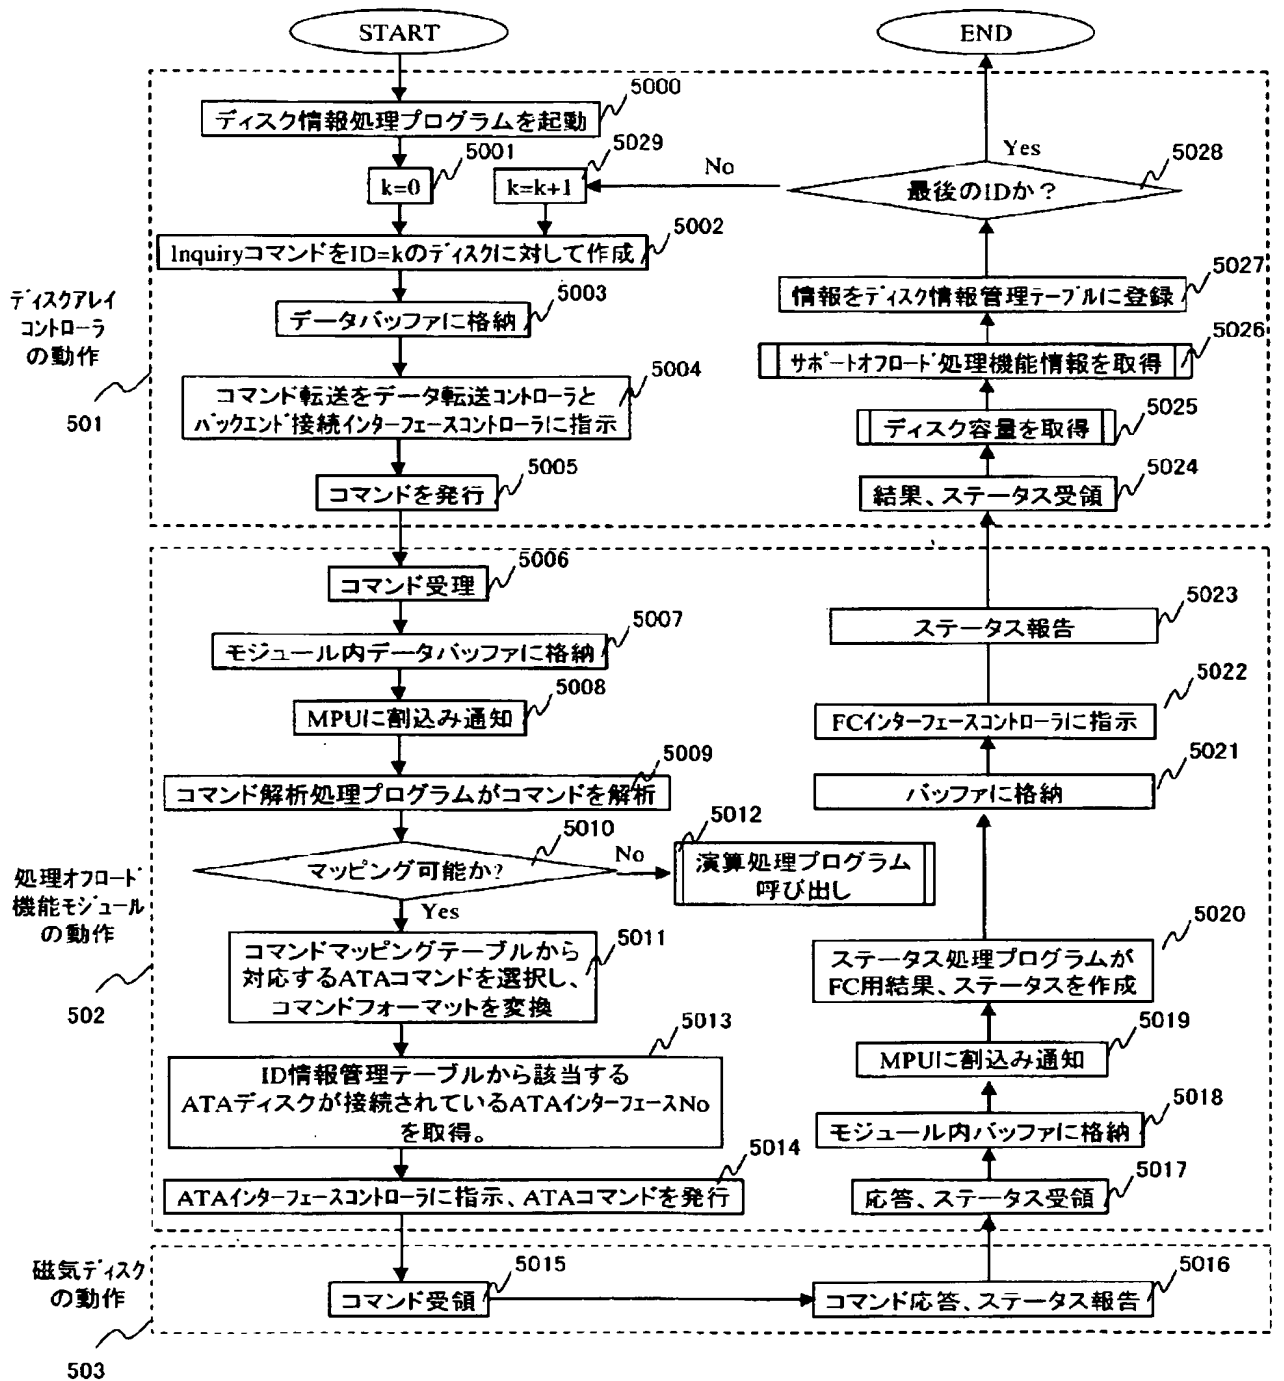 START
END
5000
ディスク情報処理プログラムを起動
5001
k=0
5029
k=k+1
No
Yes
5028
最後のIDか?
5002
InquiryコマンドをID=kのディスクに対して作成
5003
データバッファに格納
5004
コマンド転送をデータ転送コントローラと
バックエンド接続インターフェースコントローラに指示
5005
コマンドを発行
5027
情報をディスク情報管理テーブルに登録
5026
サポートオフロード処理機能情報を取得
5025
ディスク容量を取得
5024
結果、ステータス受領
ディスクアレイ
コントローラ
の動作
501
5006
コマンド受理
5007
モジュール内データバッファに格納
5008
MPUに割込み通知
5009
コマンド解析処理プログラムがコマンドを解析
5010
マッピング可能か?
No
Yes
5012
演算処理プログラム
呼び出し
5011
コマンドマッピングテーブルから
対応するATAコマンドを選択し、
コマンドフォーマットを変換
5013
ID情報管理テーブルから該当する
ATAディスクが接続されているATAインターフェースNo
を取得。
5014
ATAインターフェースコントローラに指示、ATAコマンドを発行
5023
ステータス報告
5022
FCインターフェースコントローラに指示
5021
バッファに格納
5020
ステータス処理プログラムが
FC用結果、ステータスを作成
5019
MPUに割込み通知
5018
モジュール内バッファに格納
5017
応答、ステータス受領
処理オフロード
機能モジュール
の動作
502
5015
コマンド受領
5016
コマンド応答、ステータス報告
磁気ディスク
の動作
503